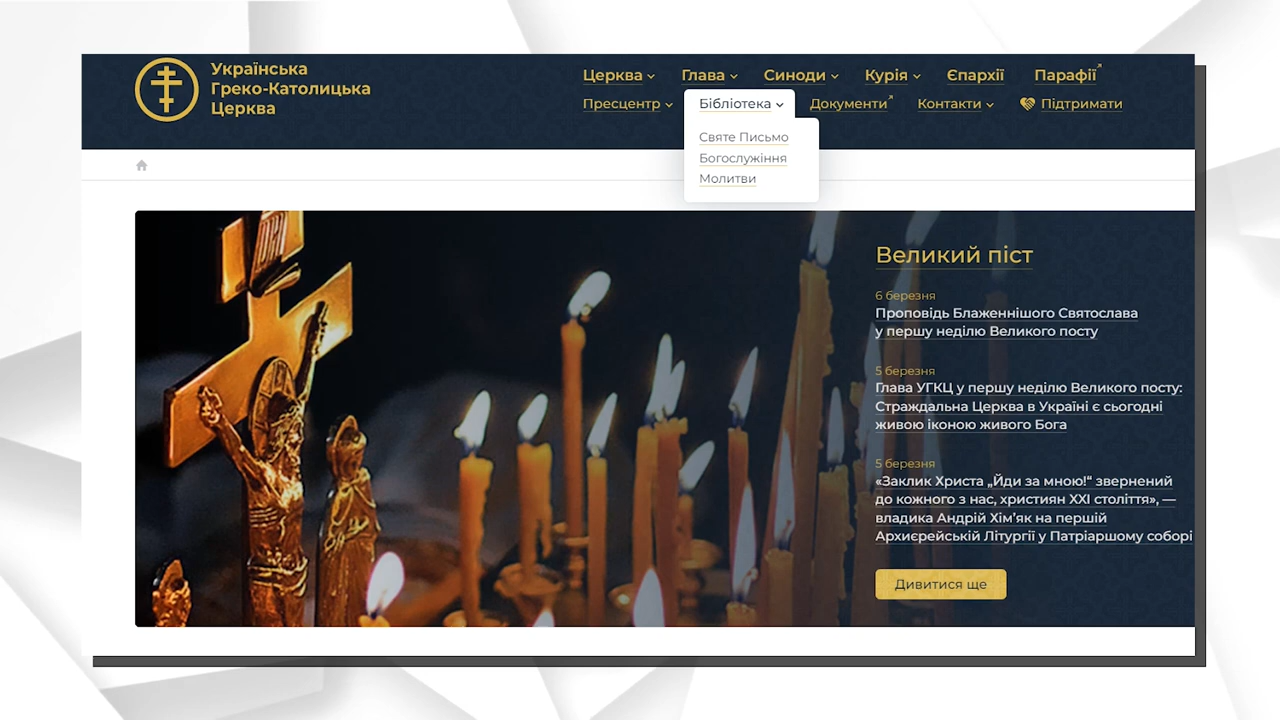 Українська
Греко-Католицька
Церква
Церква Глава Синоди Курія Єпархії Парафії
Пресцентр Бібліотека Документи Контакти Підтримати
Святе Письмо
Богослужіння
Молитви
Великий піст
6 березня
Проповідь Блаженнішого Святослава
у першу неділю Великого посту
5 березня
Глава УГКЦ у першу неділю Великого посту:
Страждальна Церква в Україні є сьогодні
живою іконою живого Бога
5 березня
«Заклик Христа „Йди за мною!“ звернений
до кожного з нас, християн ХХІ століття», —
владика Андрій Хім’як на першій
Архиєрейській Літургії у Патріаршому соборі
Дивитися ще